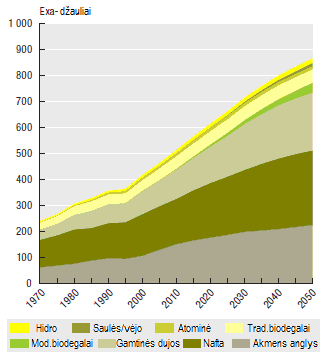 Exa- džauliai
1 000
900
800
700
600
500
400
300
200
100
0
1970 1980 1990 2000 2010 2020 2030 2040 2050
Hidro Saulės/vėjo Atominė Trad.biodegalai
Mod.biodegalai Gamtinės dujos Nafta Akmens anglys